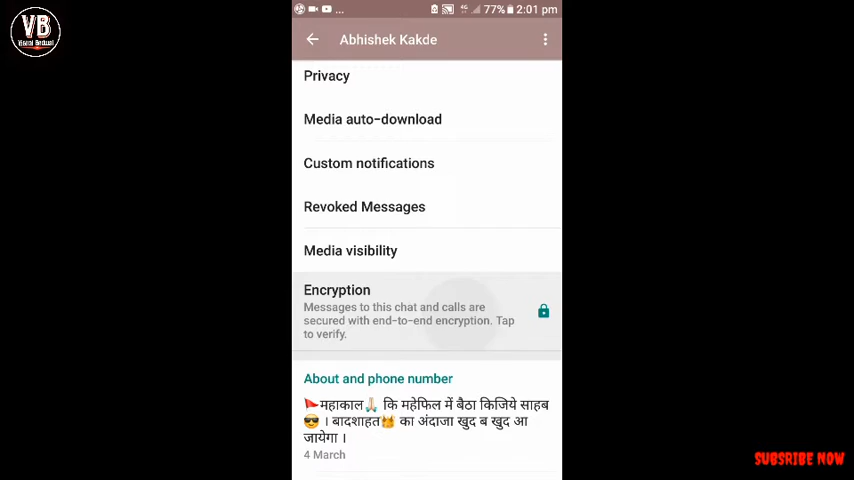 VB
... 77% 2:01 pm
Abhishek Kakde
Privacy
Media auto-download
Custom notifications
Revoked Messages
Media visibility
Encryption
Messages to this chat and calls are
secured with end-to-end encryption. Tap
to verify.
About and phone number
🚩महाकाल🙏🏻 कि महेफिल में बैठा किजिये साहब
😎 । बादशाहत👑 का अंदाजा खुद ब खुद आ
जायेगा ।
4 March
SUBSRIBE NOW